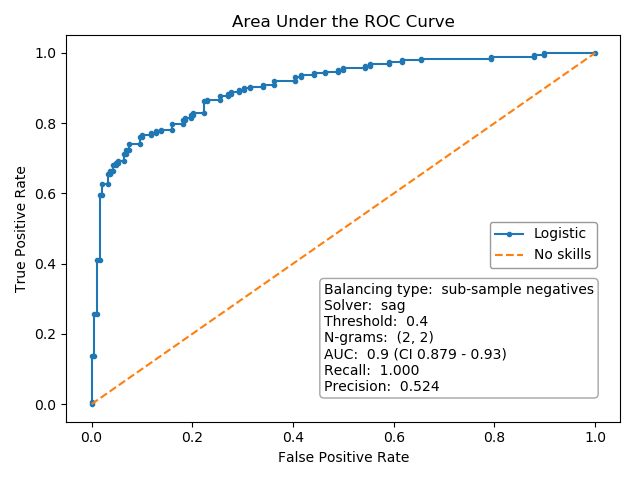 Area Under the ROC Curve
True Positive Rate
1.0
0.8
0.6
0.4
0.2
0.0
Logistic
No skills
Balancing type:  sub-sample negatives
Solver:  sag
Threshold:  0.4
N-grams:  (2, 2)
AUC:  0.9 (CI 0.879 - 0.93)
Recall:  1.000
Precision:  0.524
0.0 0.2 0.4 0.6 0.8 1.0
False Positive Rate